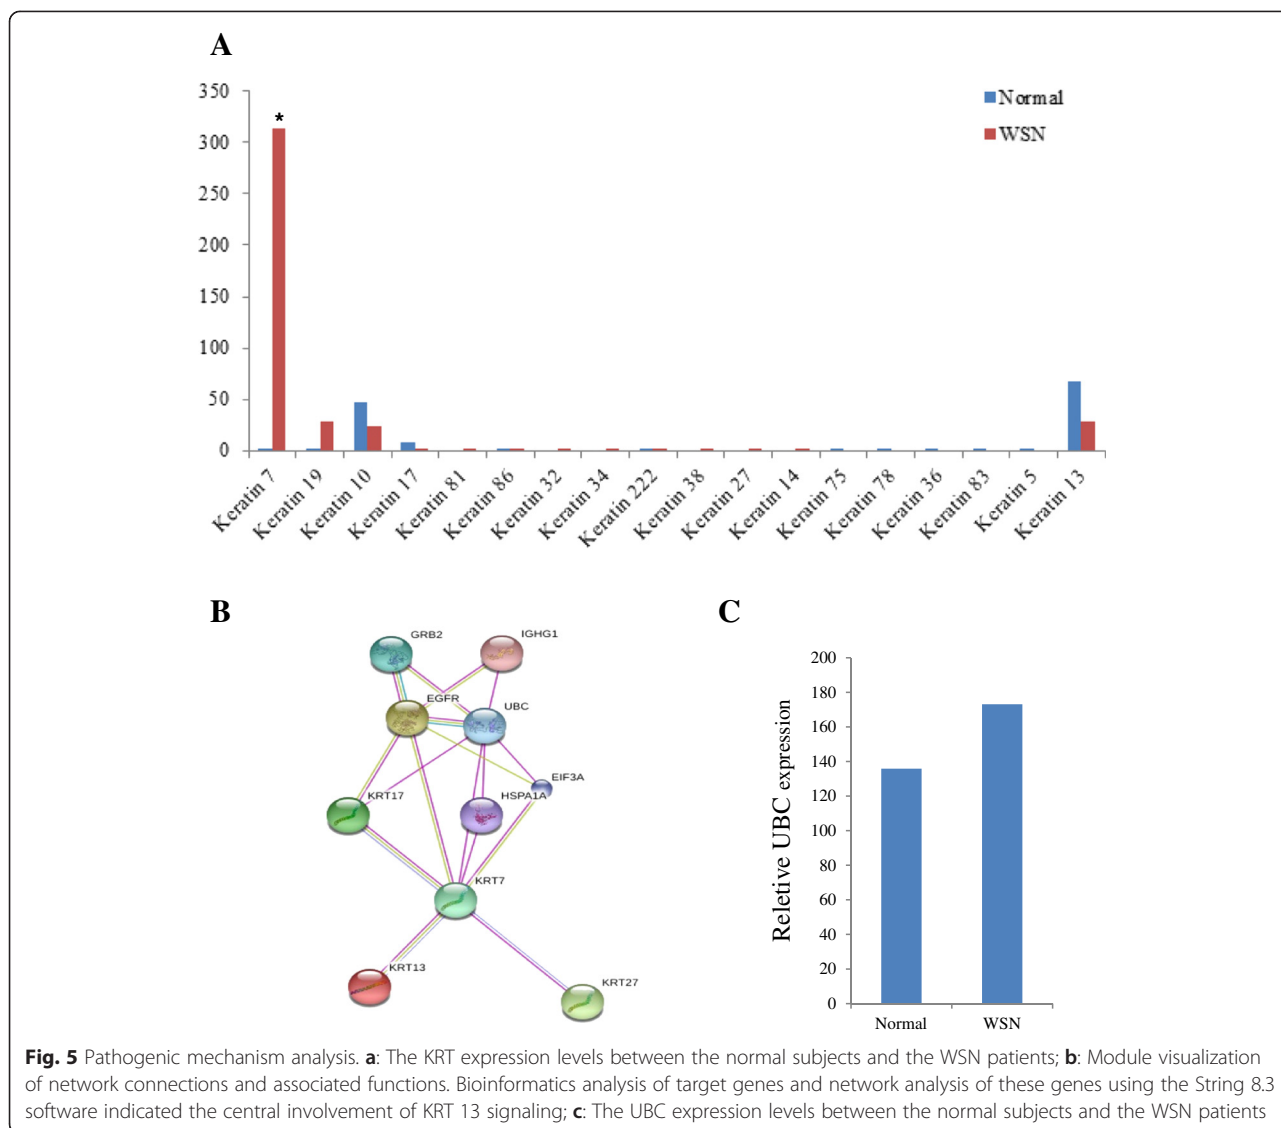 A
350
300
250
200
150
100
50
0
*
Normal
WSN
Keratin 7
Keratin 19
Keratin 10
Keratin 17
Keratin 81
Keratin 86
Keratin 32
Keratin 34
Keratin 222
Keratin 38
Keratin 27
Keratin 14
Keratin 75
Keratin 78
Keratin 36
Keratin 83
Keratin 5
Keratin 13
B
GRB2
IGHG1
EGFR
UBC
EIF3A
KRT17
HSPA1A
KRT7
KRT13
KRT27
C
Reletive UBC expression
200
180
160
140
120
100
80
60
40
20
0
Normal
WSN
Fig. 5 Pathogenic mechanism analysis. a: The KRT expression levels between the normal subjects and the WSN patients; b: Module visualization
of network connections and associated functions. Bioinformatics analysis of target genes and network analysis of these genes using the String 8.3
software indicated the central involvement of KRT 13 signaling; c: The UBC expression levels between the normal subjects and the WSN patients